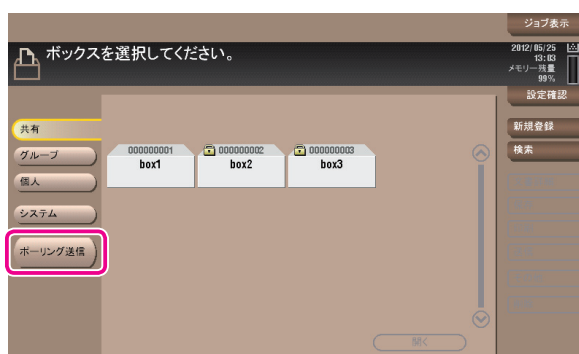 ジョブ表示
ボックスを選択してください。
2012/05/25
13:03
メモリー残量
99%
設定確認
共有
新規登録
グループ
000000001
000000002
000000003
検索
box1
box2
box3
個人
システム
ポーリング送信
開く